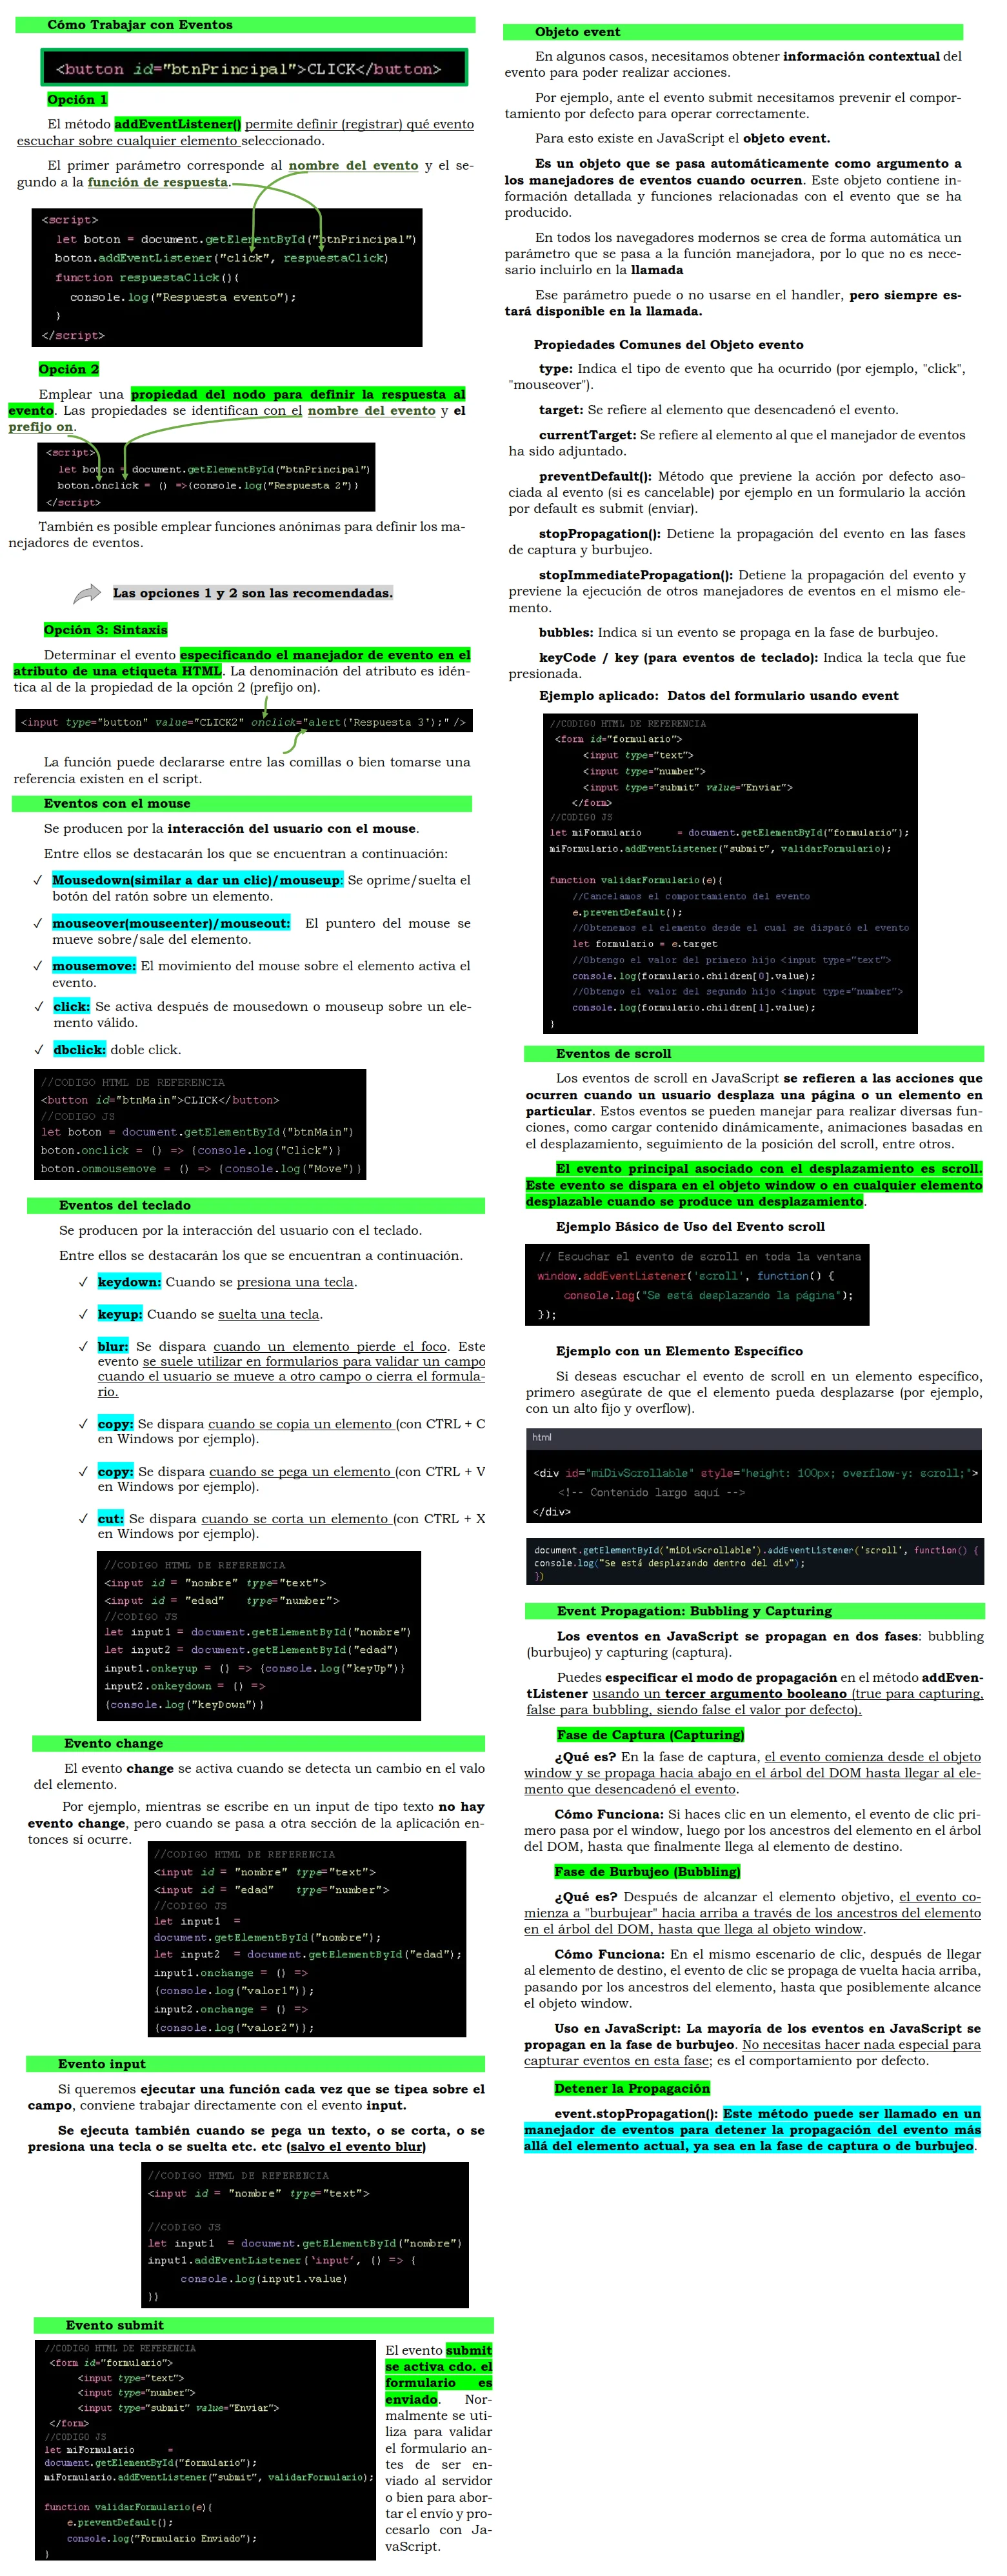 Cómo Trabajar con Eventos
<button id="btnPrincipal">CLICK</button>
Opción 1
El método addEventListener() permite definir (registrar) qué evento
escuchar sobre cualquier elemento seleccionado.
El primer parámetro corresponde al nombre del evento y el se-
gundo a la función de respuesta.
<script>
let boton = document.getElementById("btnPrincipal")
boton.addEventListener("click", respuestaClick)
function respuestaClick(){
console.log("Respuesta evento");
}
</script>
Opción 2
Emplear una propiedad del nodo para definir la respuesta al
evento. Las propiedades se identifican con el nombre del evento y el
prefijo on.
<script>
let boton = document.getElementById("btnPrincipal")
boton.onclick = () =>{console.log("Respuesta 2")}
</script>
También es posible emplear funciones anónimas para definir los ma-
nejadores de eventos.
Las opciones 1 y 2 son las recomendadas.
Opción 3: Sintaxis
Determinar el evento especificando el manejador de evento en el
atributo de una etiqueta HTML. La denominación del atributo es idén-
tica al de la propiedad de la opción 2 (prefijo on).
<input type="button" value="CLICK2" onclick="alert('Respuesta 3');" />
La función puede declararse entre las comillas o bien tomarse una
referencia existen en el script.
Eventos con el mouse
Se producen por la interacción del usuario con el mouse.
Entre ellos se destacarán los que se encuentran a continuación:
✓ Mousedown(similar a dar un clic)/mouseup: Se oprime/suelta el
botón del ratón sobre un elemento.
✓ mouseover(mouseenter)/mouseout: El puntero del mouse se
mueve sobre/sale del elemento.
✓ mousemove: El movimiento del mouse sobre el elemento activa el
evento.
✓ click: Se activa después de mousedown o mouseup sobre un ele-
mento válido.
✓ dbclick: doble click.
//CODIGO HTML DE REFERENCIA
<button id="btnMain">CLICK</button>
//CODIGO JS
let boton = document.getElementById("btnMain")
boton.onclick = () => {console.log("Click")}
boton.onmousemove = () => {console.log("Move")}
Eventos del teclado
Se producen por la interacción del usuario con el teclado.
Entre ellos se destacarán los que se encuentran a continuación.
✓ keydown: Cuando se presiona una tecla.
✓ keyup: Cuando se suelta una tecla.
✓ blur: Se dispara cuando un elemento pierde el foco. Este
evento se suele utilizar en formularios para validar un campo
cuando el usuario se mueve a otro campo o cierra el formula-
rio.
✓ copy: Se dispara cuando se copia un elemento (con CTRL + C
en Windows por ejemplo).
✓ copy: Se dispara cuando se pega un elemento (con CTRL + V
en Windows por ejemplo).
✓ cut: Se dispara cuando se corta un elemento (con CTRL + X
en Windows por ejemplo).
//CODIGO HTML DE REFERENCIA
<input id = "nombre" type="text">
<input id = "edad" type="number">
//CODIGO JS
let input1 = document.getElementById("nombre")
let input2 = document.getElementById("edad")
input1.onkeyup = () => {console.log("keyUp")}
input2.onkeydown = () =>
{console.log("keyDown")}
Evento change
El evento change se activa cuando se detecta un cambio en el valo
del elemento.
Por ejemplo, mientras se escribe en un input de tipo texto no hay
evento change, pero cuando se pasa a otra sección de la aplicación en-
tonces sí ocurre.
//CODIGO HTML DE REFERENCIA
<input id = "nombre" type="text">
<input id = "edad" type="number">
//CODIGO JS
let input1 =
document.getElementById("nombre");
let input2 = document.getElementById("edad");
input1.onchange = () =>
{console.log("valor1")};
input2.onchange = () =>
{console.log("valor2")};
Evento input
Si queremos ejecutar una función cada vez que se tipea sobre el
campo, conviene trabajar directamente con el evento input.
Se ejecuta también cuando se pega un texto, o se corta, o se
presiona una tecla o se suelta etc. etc (salvo el evento blur)
//CODIGO HTML DE REFERENCIA
<input id = "nombre" type="text">
//CODIGO JS
let input1 = document.getElementById("nombre")
input1.addEventListener('input', () => {
console.log(input1.value)
})
Evento submit
//CODIGO HTML DE REFERENCIA
<form id="formulario">
<input type="text">
<input type="number">
<input type="submit" value="Enviar">
</form>
//CODIGO JS
let miFormulario =
document.getElementById("formulario");
miFormulario.addEventListener("submit", validarFormulario);
function validarFormulario(e){
e.preventDefault();
console.log("Formulario Enviado");
}
El evento submit
se activa cdo. el
formulario es
enviado. Nor-
malmente se uti-
liza para validar
el formulario an-
tes de ser en-
viado al servidor
o bien para abor-
tar el envío y pro-
cesarlo con Ja-
vaScript.
Objeto event
En algunos casos, necesitamos obtener información contextual del
evento para poder realizar acciones.
Por ejemplo, ante el evento submit necesitamos prevenir el compor-
tamiento por defecto para operar correctamente.
Para esto existe en JavaScript el objeto event.
Es un objeto que se pasa automáticamente como argumento a
los manejadores de eventos cuando ocurren. Este objeto contiene in-
formación detallada y funciones relacionadas con el evento que se ha
producido.
En todos los navegadores modernos se crea de forma automática un
parámetro que se pasa a la función manejadora, por lo que no es nece-
sario incluirlo en la llamada
Ese parámetro puede o no usarse en el handler, pero siempre es-
tará disponible en la llamada.
Propiedades Comunes del Objeto evento
type: Indica el tipo de evento que ha ocurrido (por ejemplo, "click",
"mouseover").
target: Se refiere al elemento que desencadenó el evento.
currentTarget: Se refiere al elemento al que el manejador de eventos
ha sido adjuntado.
preventDefault(): Método que previene la acción por defecto aso-
ciada al evento (si es cancelable) por ejemplo en un formulario la acción
por default es submit (enviar).
stopPropagation(): Detiene la propagación del evento en las fases
de captura y burbujeo.
stopImmediatePropagation(): Detiene la propagación del evento y
previene la ejecución de otros manejadores de eventos en el mismo ele-
mento.
bubbles: Indica si un evento se propaga en la fase de burbujeo.
keyCode / key (para eventos de teclado): Indica la tecla que fue
presionada.
Ejemplo aplicado: Datos del formulario usando event
//CODIGO HTML DE REFERENCIA
<form id="formulario">
<input type="text">
<input type="number">
<input type="submit" value="Enviar">
</form>
//CODIGO JS
let miFormulario = document.getElementById("formulario");
miFormulario.addEventListener("submit", validarFormulario);
function validarFormulario(e){
//Cancelamos el comportamiento del evento
e.preventDefault();
//Obtenemos el elemento desde el cual se disparó el evento
let formulario = e.target
//Obtengo el valor del primero hijo <input type="text">
console.log(formulario.children[0].value);
//Obtengo el valor del segundo hijo <input type="number">
console.log(formulario.children[1].value);
}
Eventos de scroll
Los eventos de scroll en JavaScript se refieren a las acciones que
ocurren cuando un usuario desplaza una página o un elemento en
particular. Estos eventos se pueden manejar para realizar diversas fun-
ciones, como cargar contenido dinámicamente, animaciones basadas en
el desplazamiento, seguimiento de la posición del scroll, entre otros.
El evento principal asociado con el desplazamiento es scroll.
Este evento se dispara en el objeto window o en cualquier elemento
desplazable cuando se produce un desplazamiento.
Ejemplo Básico de Uso del Evento scroll
// Escuchar el evento de scroll en toda la ventana
window.addEventListener('scroll', function() {
console.log("Se está desplazando la página");
});
Ejemplo con un Elemento Específico
Si deseas escuchar el evento de scroll en un elemento específico,
primero asegúrate de que el elemento pueda desplazarse (por ejemplo,
con un alto fijo y overflow).
html
<div id="miDivScrollable" style="height: 100px; overflow-y: scroll;">
<!-- Contenido largo aquí -->
</div>
document.getElementById('miDivScrollable').addEventListener('scroll', function() {
console.log("Se está desplazando dentro del div");
})
Event Propagation: Bubbling y Capturing
Los eventos en JavaScript se propagan en dos fases: bubbling
(burbujeo) y capturing (captura).
Puedes especificar el modo de propagación en el método addEven-
tListener usando un tercer argumento booleano (true para capturing,
false para bubbling, siendo false el valor por defecto).
Fase de Captura (Capturing)
¿Qué es? En la fase de captura, el evento comienza desde el objeto
window y se propaga hacia abajo en el árbol del DOM hasta llegar al ele-
mento que desencadenó el evento.
Cómo Funciona: Si haces clic en un elemento, el evento de clic pri-
mero pasa por el window, luego por los ancestros del elemento en el árbol
del DOM, hasta que finalmente llega al elemento de destino.
Fase de Burbujeo (Bubbling)
¿Qué es? Después de alcanzar el elemento objetivo, el evento co-
mienza a "burbujear" hacia arriba a través de los ancestros del elemento
en el árbol del DOM, hasta que llega al objeto window.
Cómo Funciona: En el mismo escenario de clic, después de llegar
al elemento de destino, el evento de clic se propaga de vuelta hacia arriba,
pasando por los ancestros del elemento, hasta que posiblemente alcance
el objeto window.
Uso en JavaScript: La mayoría de los eventos en JavaScript se
propagan en la fase de burbujeo. No necesitas hacer nada especial para
capturar eventos en esta fase; es el comportamiento por defecto.
Detener la Propagación
event.stopPropagation(): Este método puede ser llamado en un
manejador de eventos para detener la propagación del evento más
allá del elemento actual, ya sea en la fase de captura o de burbujeo.